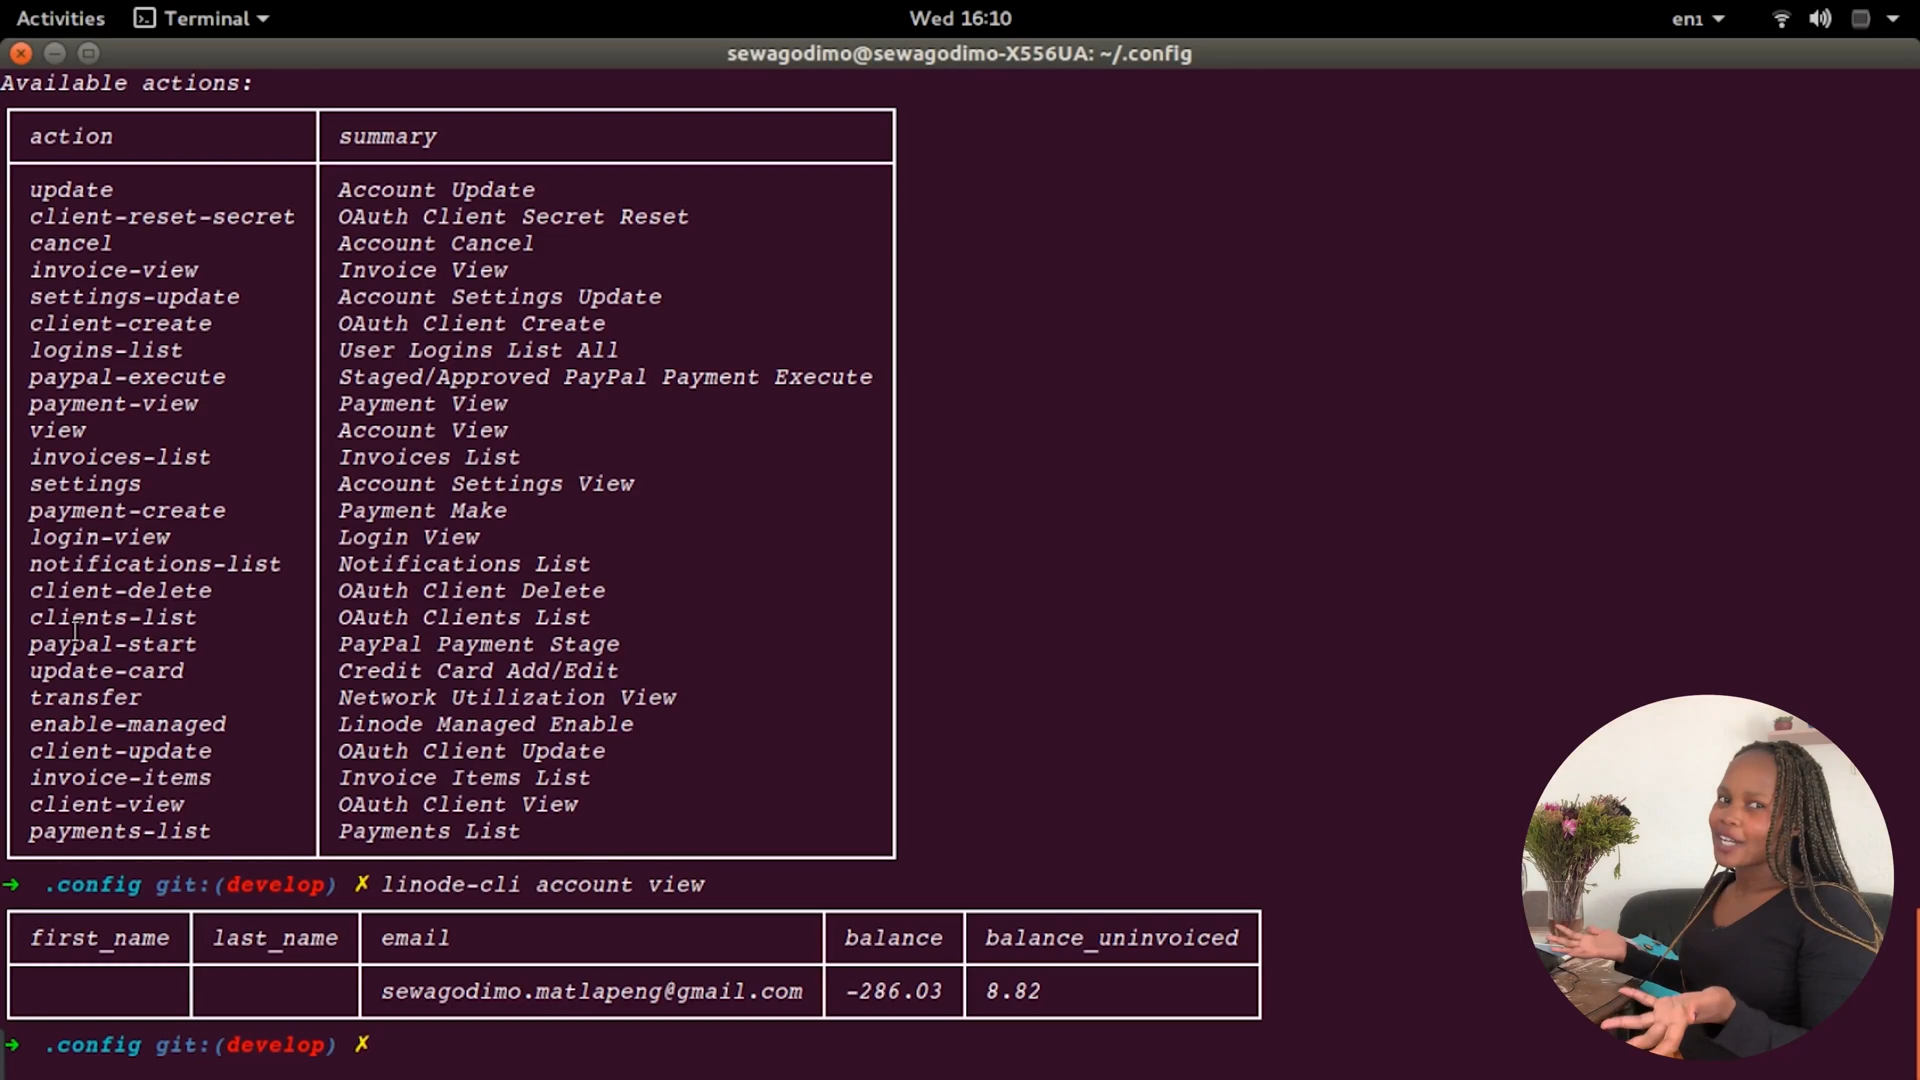 Activities Terminal Wed 16:10 en1
sewagodimo@sewagodimo-X556UA: ~/.config
Available actions:
action summary
update Account Update
client-reset-secret OAuth Client Secret Reset
cancel Account Cancel
invoice-view Invoice View
settings-update Account Settings Update
client-create OAuth Client Create
logins-list User Logins List All
paypal-execute Staged/Approved PayPal Payment Execute
payment-view Payment View
view Account View
invoices-list Invoices List
settings Account Settings View
payment-create Payment Make
login-view Login View
notifications-list Notifications List
client-delete OAuth Client Delete
clients-list OAuth Clients List
paypal-start PayPal Payment Stage
update-card Credit Card Add/Edit
transfer Network Utilization View
enable-managed Linode Managed Enable
client-update OAuth Client Update
invoice-items Invoice Items List
client-view OAuth Client View
payments-list Payments List
→ .config git:(develop) ✗ linode-cli account view
first_name last_name email balance balance_uninvoiced
sewagodimo.matlapeng@gmail.com -286.03 8.82
→ .config git:(develop) ✗